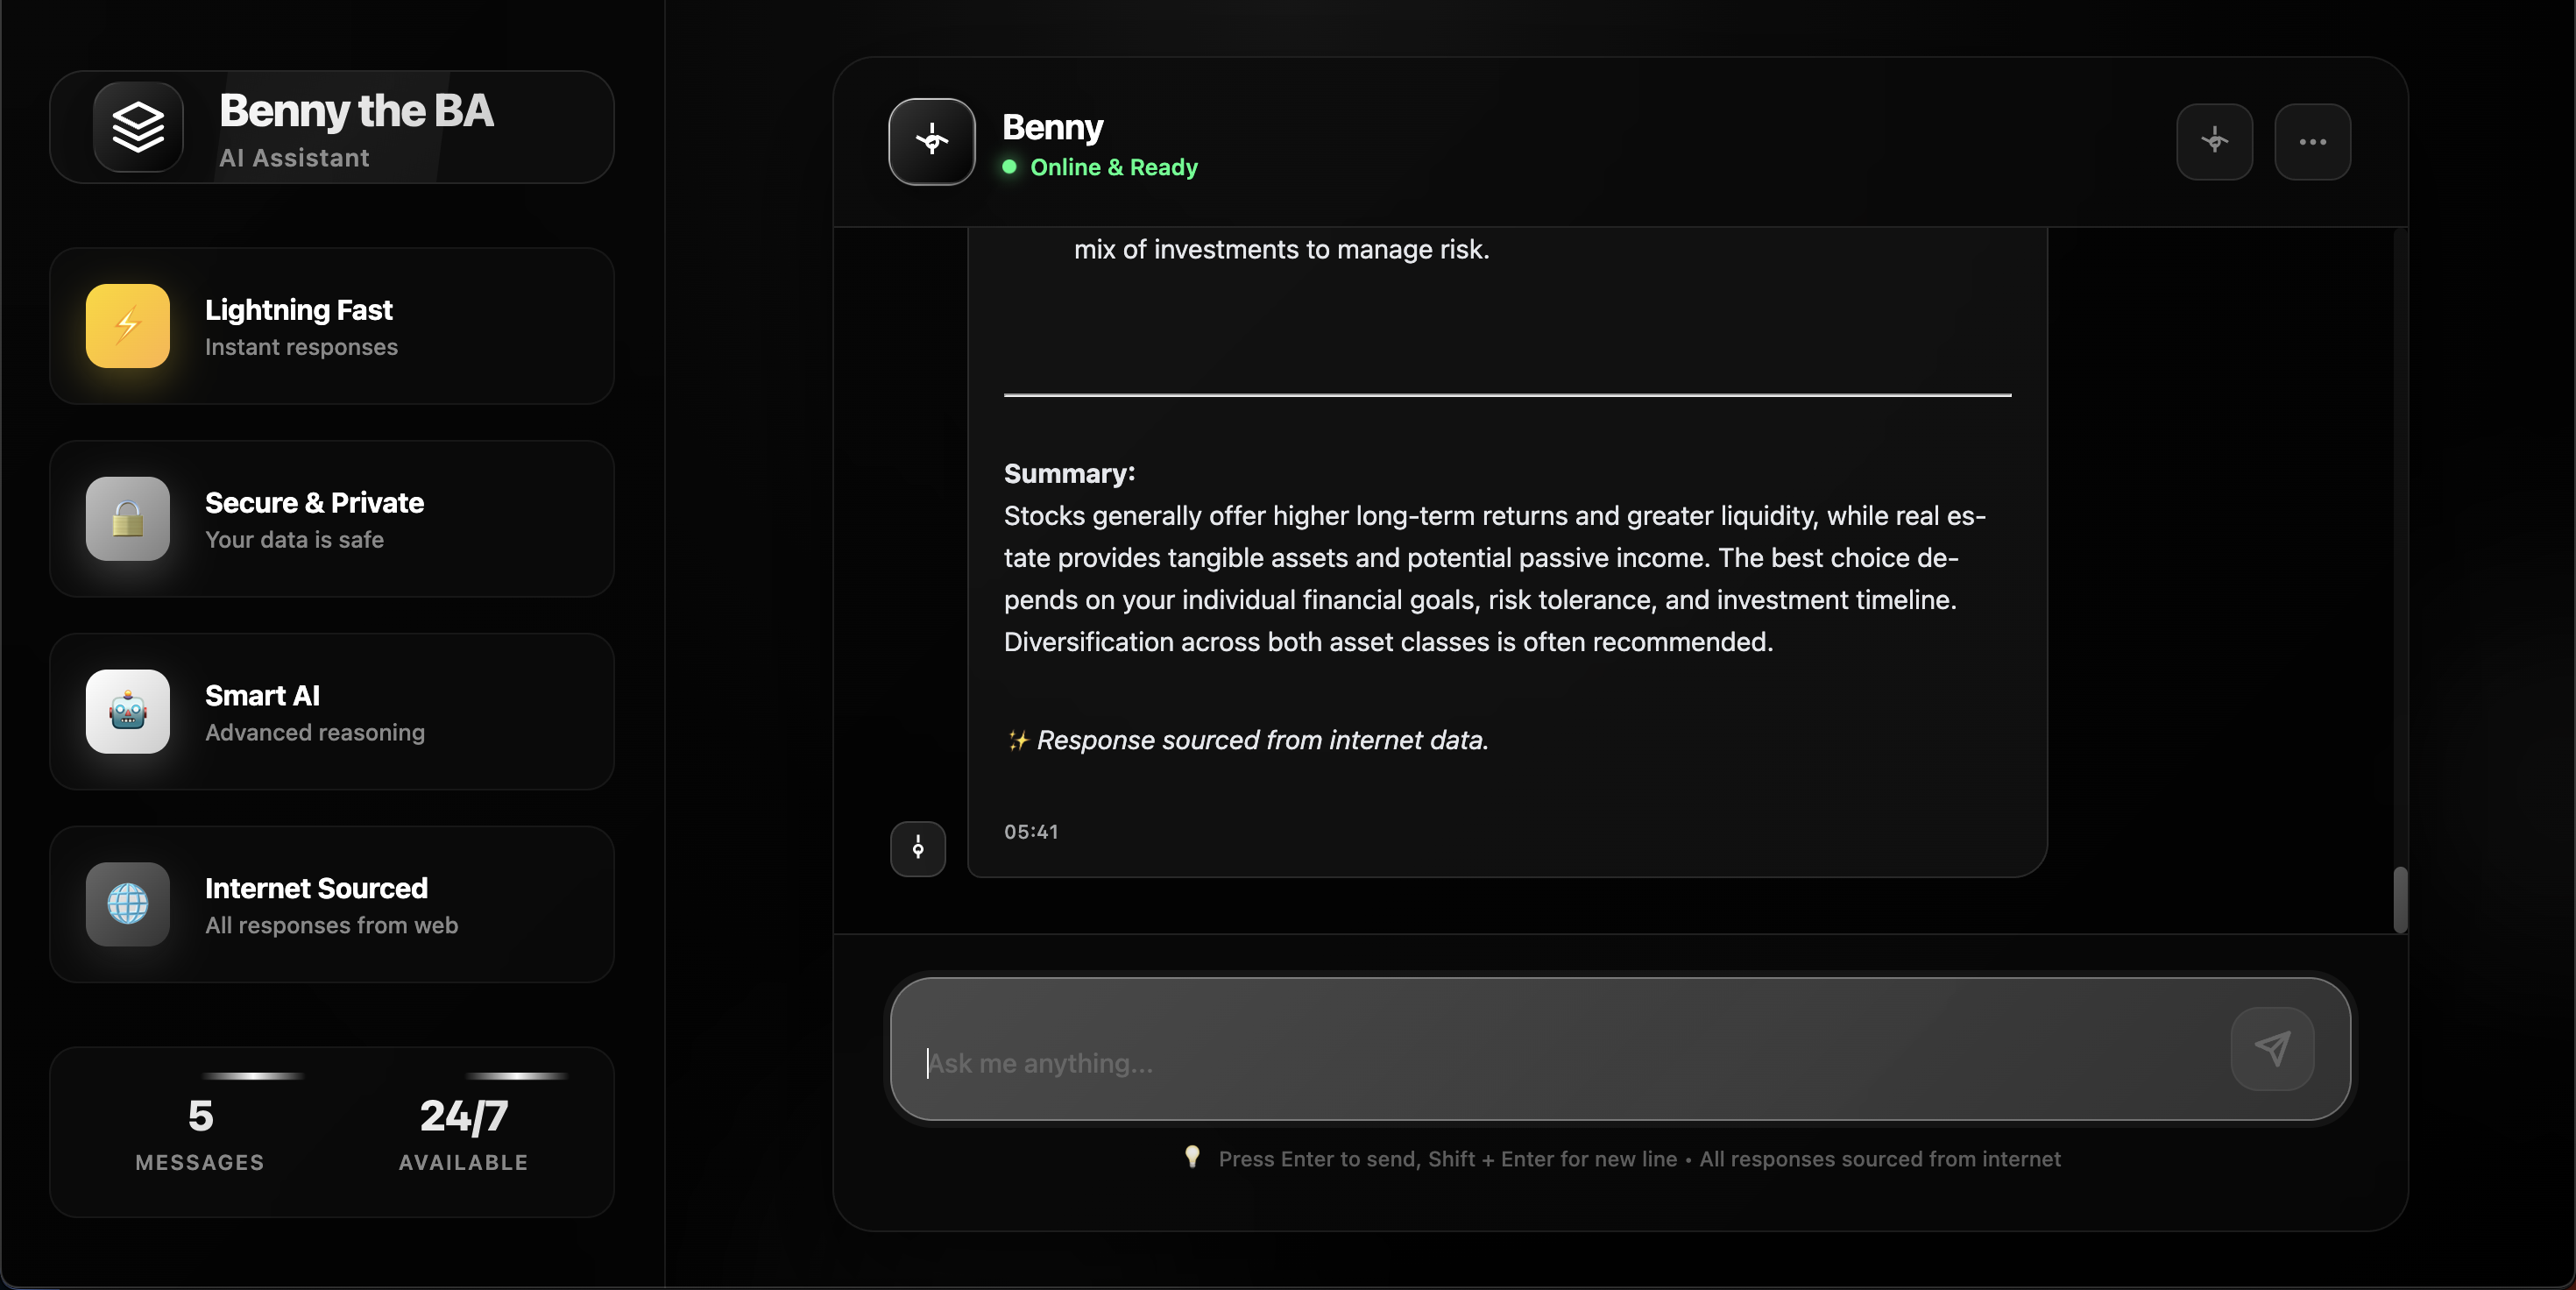 Benny the BA
AI Assistant
Lightning Fast
Instant responses
Secure & Private
Your data is safe
Smart AI
Advanced reasoning
Internet Sourced
All responses from web
5
MESSAGES
24/7
AVAILABLE
Benny
Online & Ready
mix of investments to manage risk.
Summary:
Stocks generally offer higher long-term returns and greater liquidity, while real es-
tate provides tangible assets and potential passive income. The best choice de-
pends on your individual financial goals, risk tolerance, and investment timeline.
Diversification across both asset classes is often recommended.
✨ Response sourced from internet data.
05:41
Ask me anything...
💡 Press Enter to send, Shift + Enter for new line • All responses sourced from internet